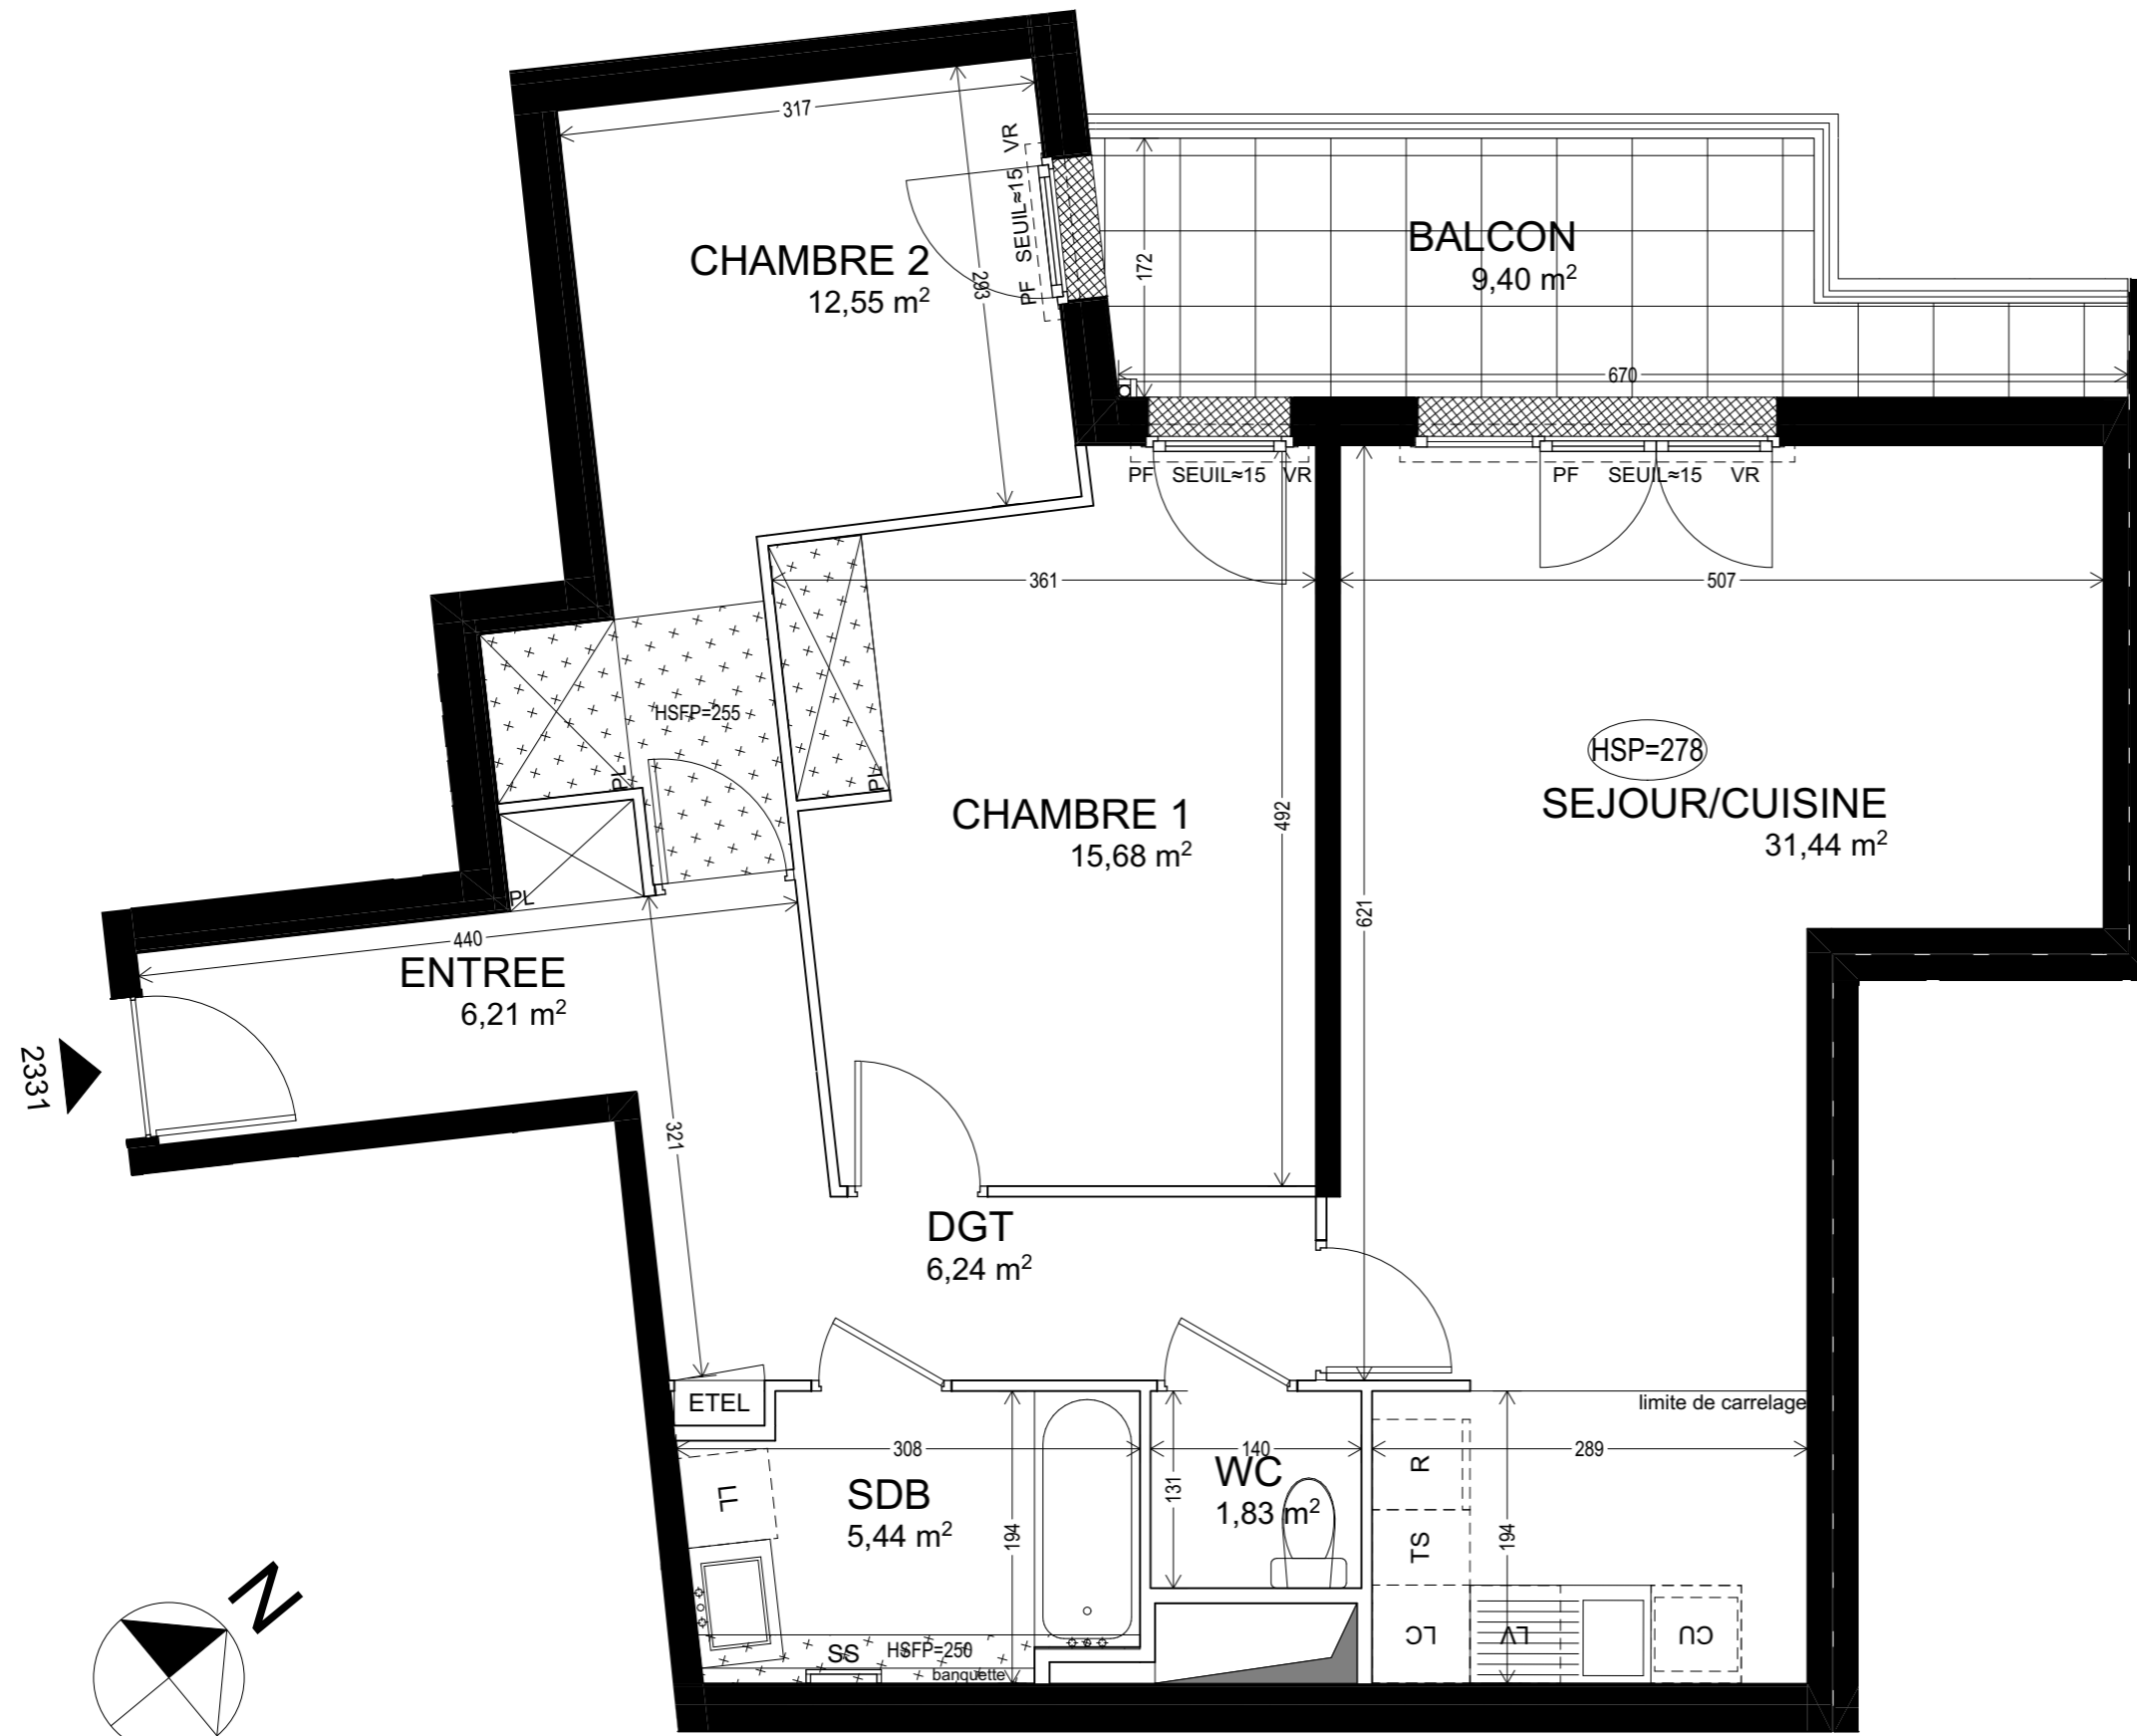 317
VR
SEUIL≈15
PF
293
CHAMBRE 2
12,55 m²
172
BALCON
9,40 m²
670
PF SEUIL≈15 VR
PF SEUIL≈15 VR
361
507
HSFP=255
PL
PL
PL
HSP=278
SEJOUR/CUISINE
31,44 m²
CHAMBRE 1
15,68 m²
492
621
440
ENTREE
6,21 m²
2331
321
DGT
6,24 m²
ETEL
limite de carrelage
308
140
289
LL
SDB
5,44 m²
194
131
WC
1,83 m²
R
TS
194
LC
LV
CU
SS
HSFP=250
banquette
N